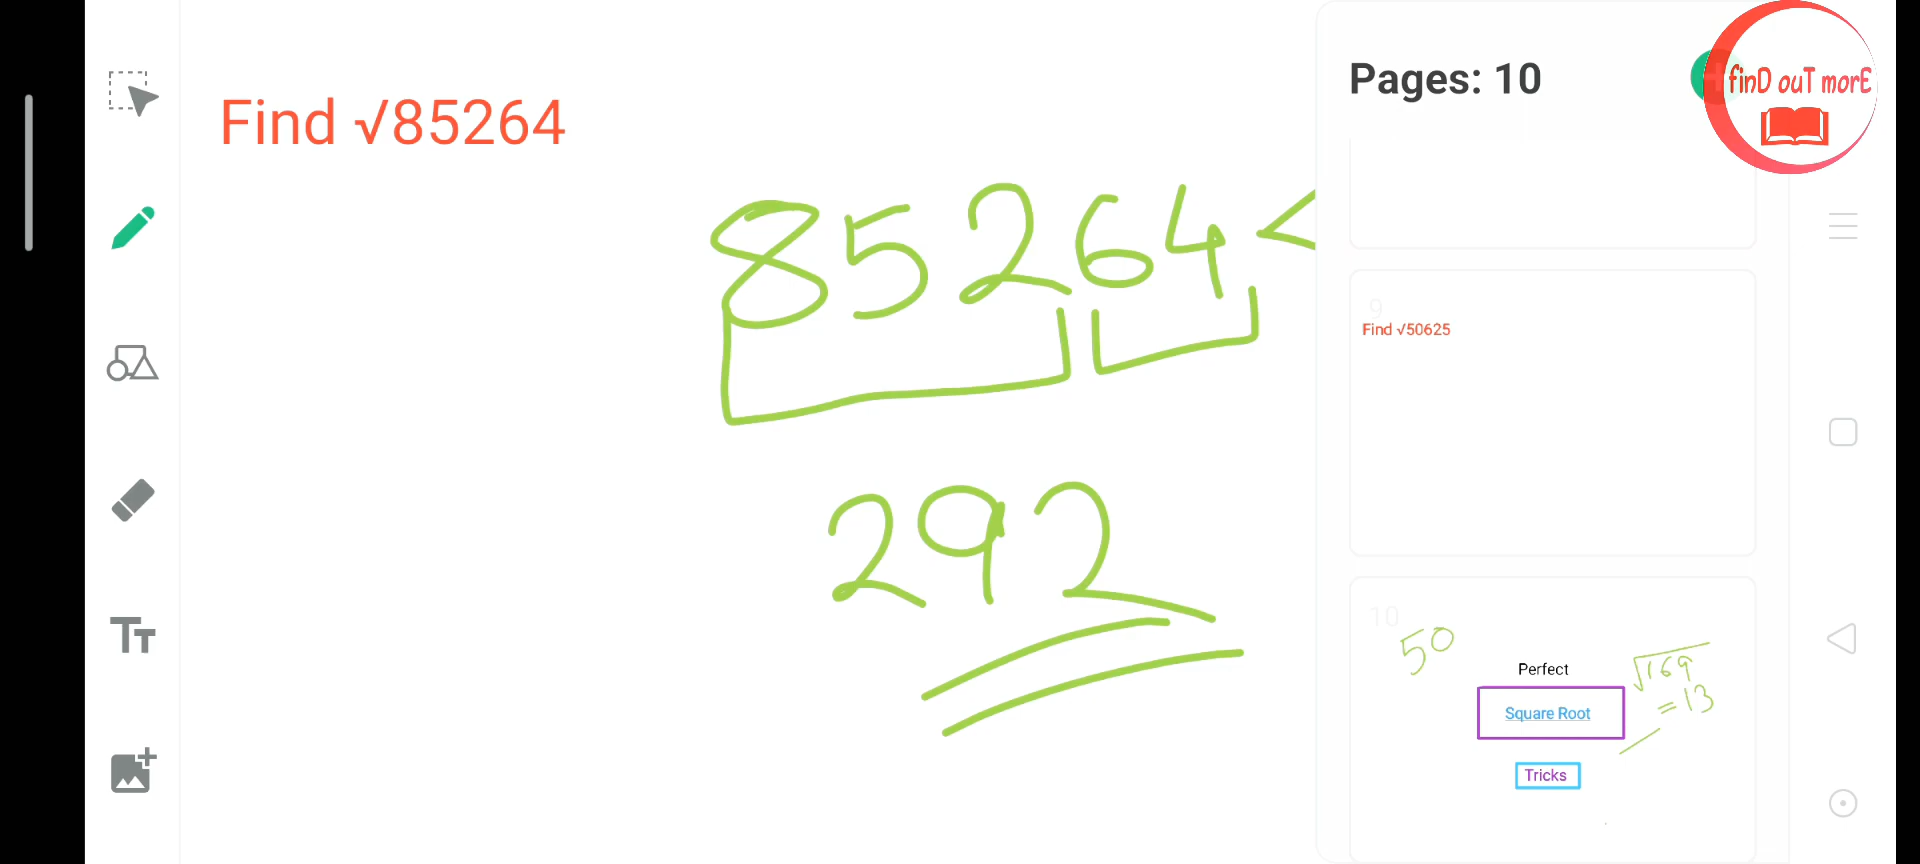 Find √85264
85264 <
292
Pages: 10
finD ouT morE
9
Find √50625
10
50
Perfect
Square Root
Tricks
√169
= 13
Tт